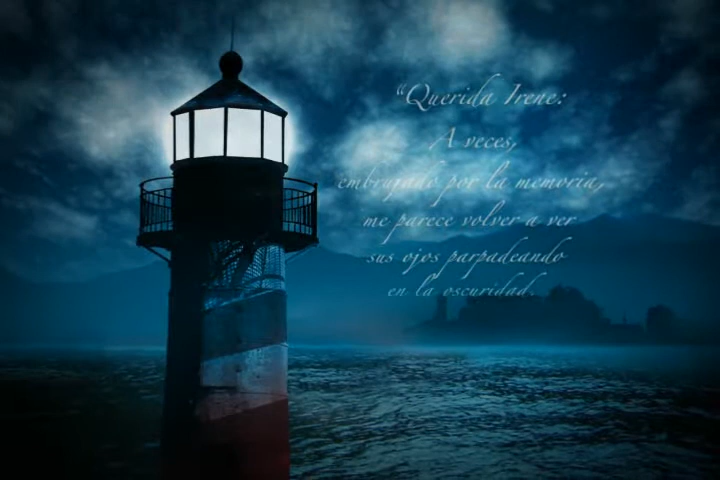 “Querida Irene:
A veces,
embrujado por la memoria,
me parece volver a ver
sus ojos parpadeando
en la oscuridad.